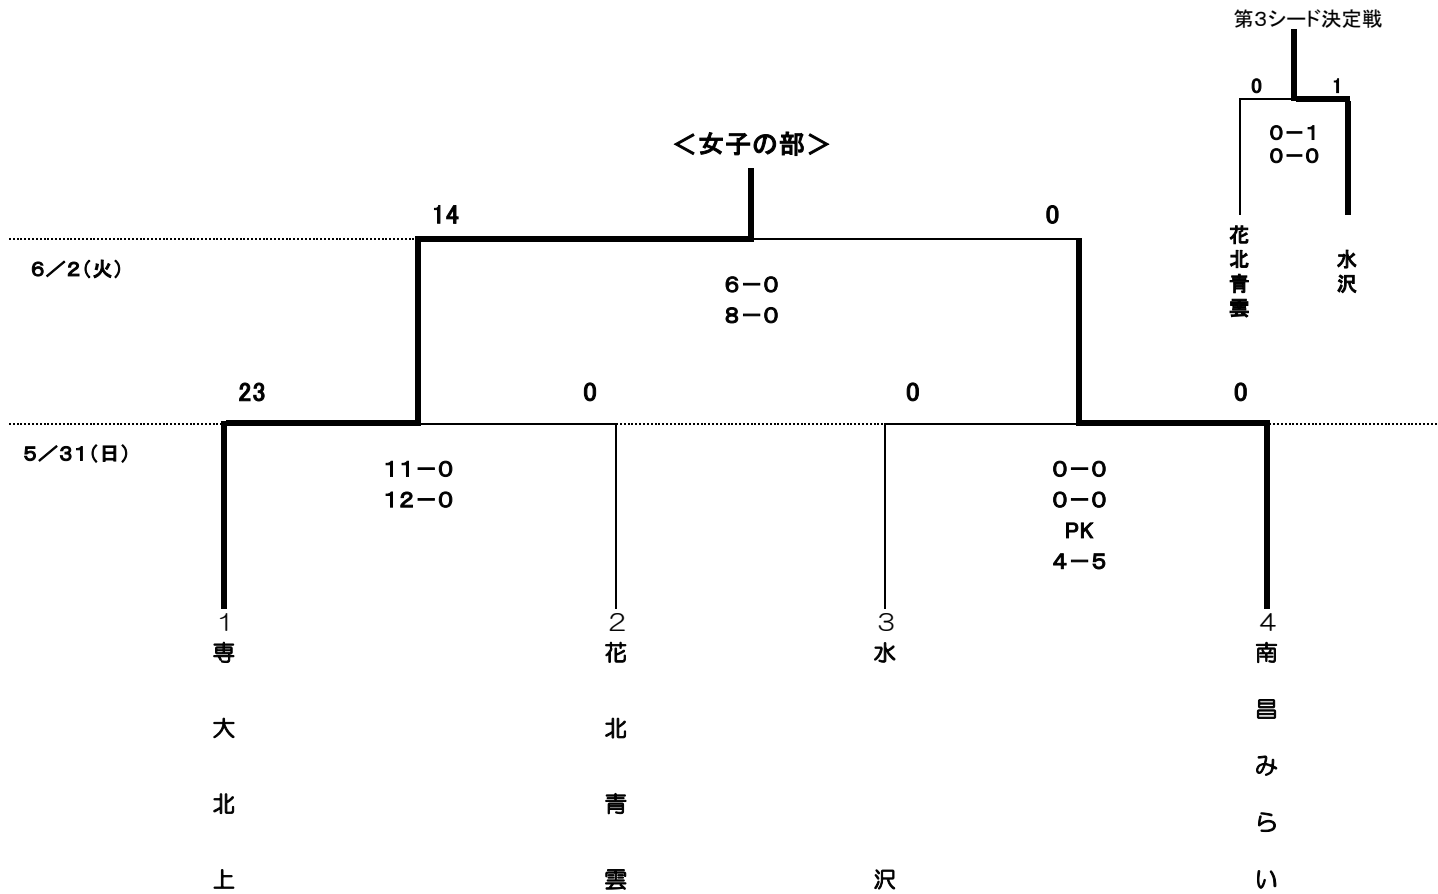 第3シード決定戦
0 1
0-1
0-0
花北青雲
水沢
<女子の部>
14 0
6/2(火)
6-0
8-0
23 0 0 0
5/31(日)
11-0
12-0
0-0
0-0
PK
4-5
1 2 3 4
専大北上
花北青雲
水沢
南昌みらい